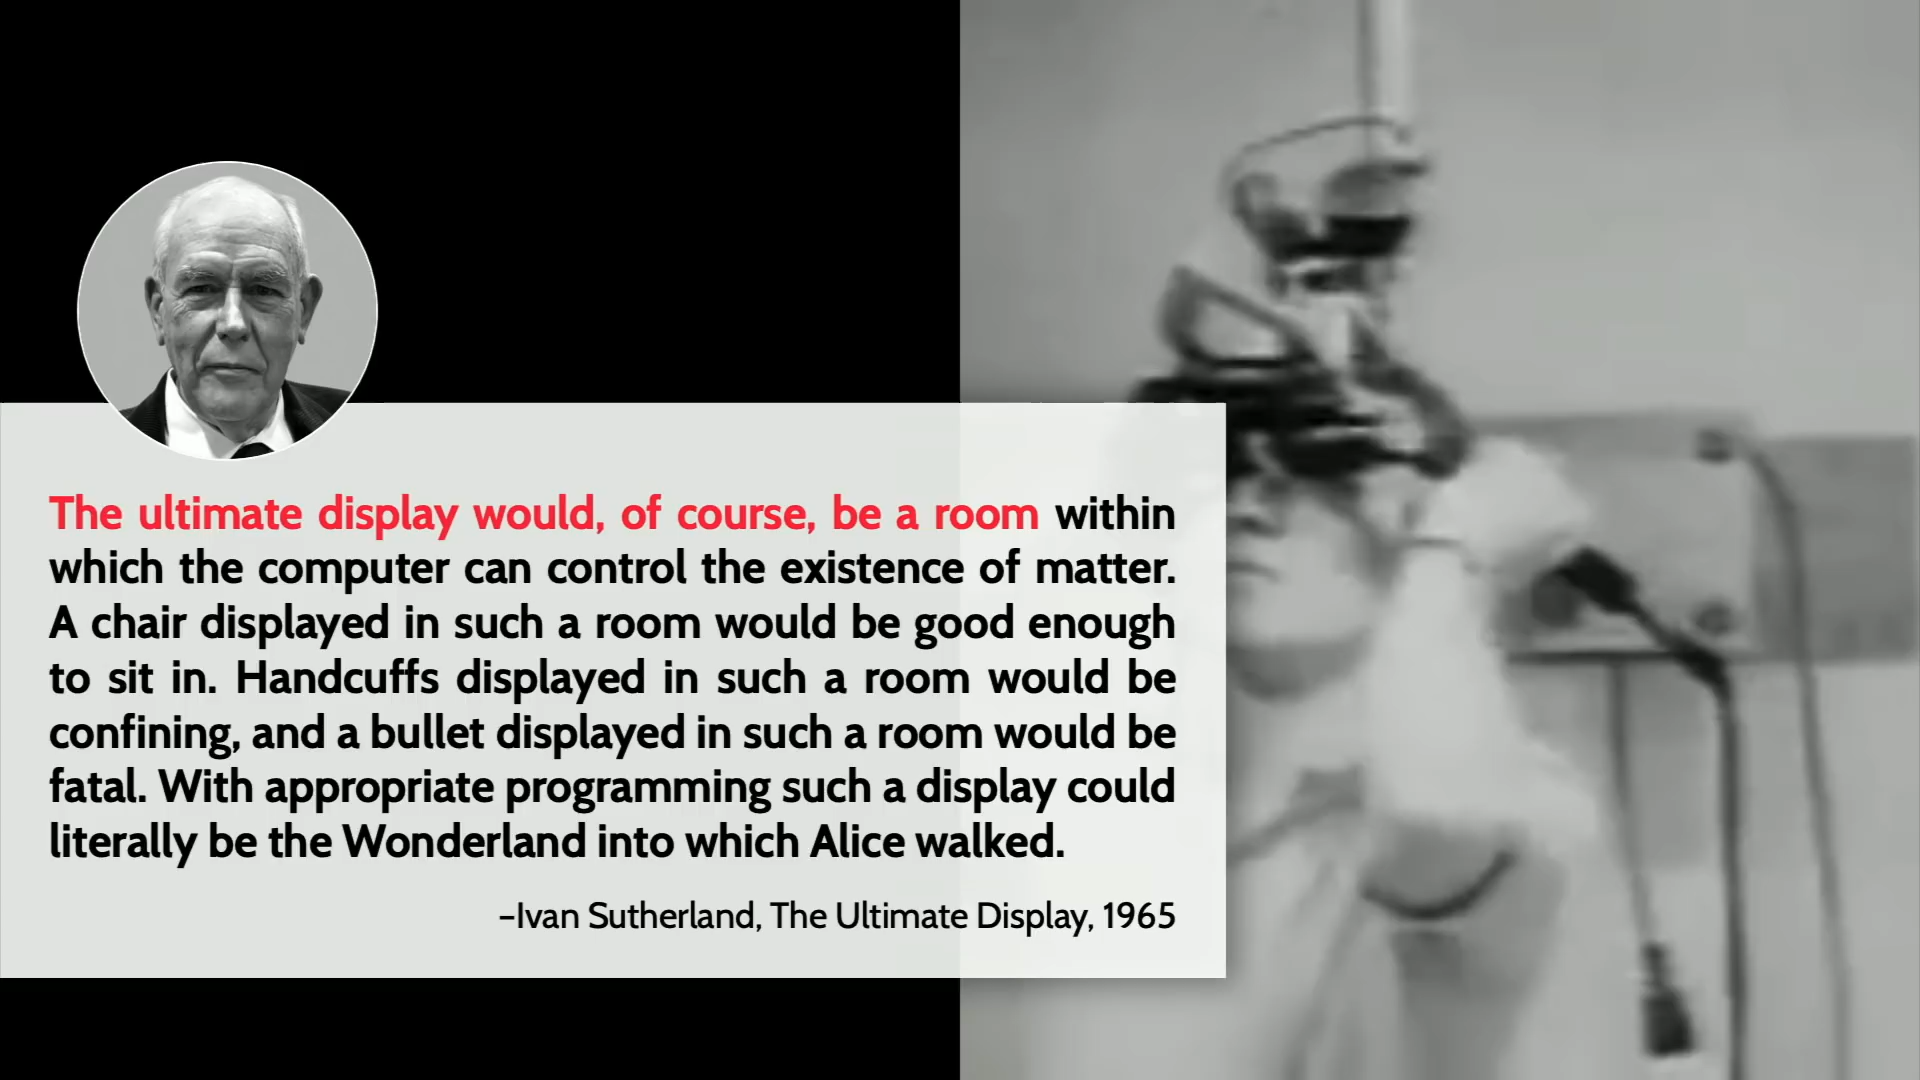 The ultimate display would, of course, be a room within
which the computer can control the existence of matter.
A chair displayed in such a room would be good enough
to sit in. Handcuffs displayed in such a room would be
confining, and a bullet displayed in such a room would be
fatal. With appropriate programming such a display could
literally be the Wonderland into which Alice walked.
–Ivan Sutherland, The Ultimate Display, 1965